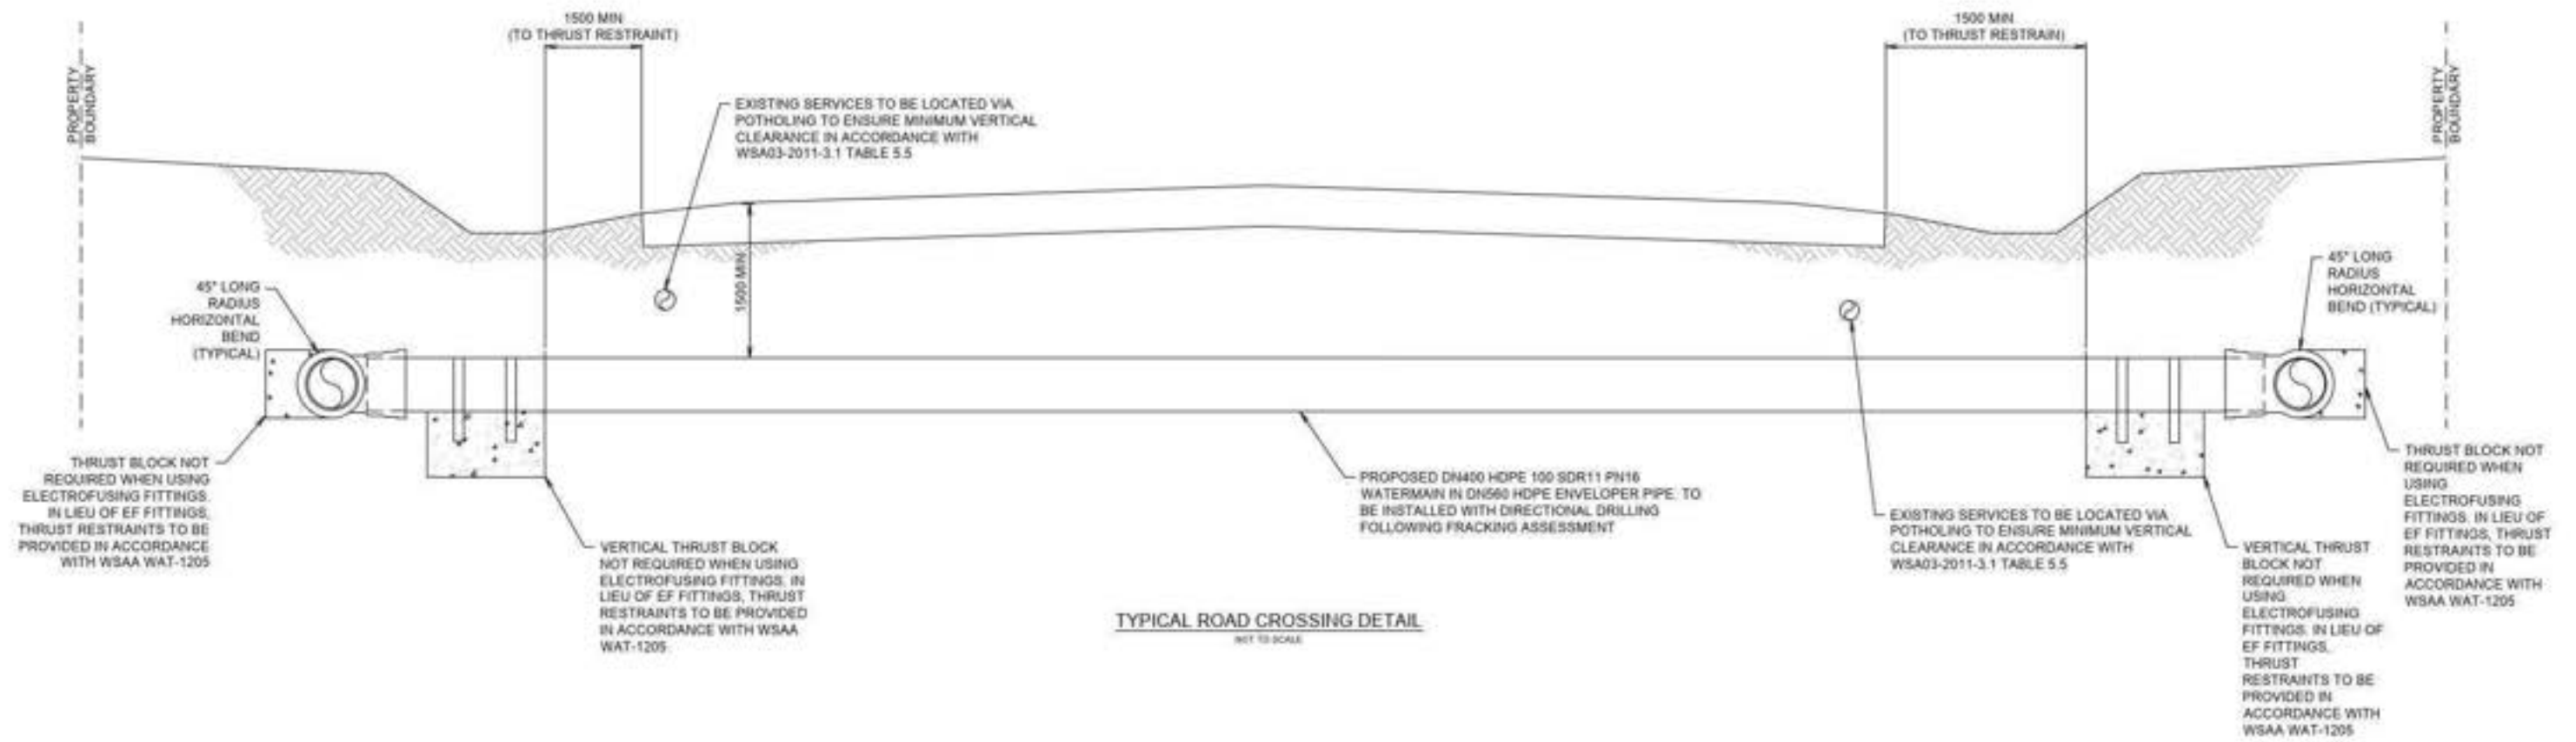 1500 MIN
(TO THRUST RESTRAINT)
1500 MIN
(TO THRUST RESTRAIN)
PROPERTY
BOUNDARY
PROPERTY
BOUNDARY
EXISTING SERVICES TO BE LOCATED VIA
POTHOLING TO ENSURE MINIMUM VERTICAL
CLEARANCE IN ACCORDANCE WITH
WSA03-2011-3.1 TABLE 5.5
1500 MIN
45° LONG
RADIUS
HORIZONTAL
BEND
(TYPICAL)
45° LONG
RADIUS
HORIZONTAL
BEND (TYPICAL)
THRUST BLOCK NOT
REQUIRED WHEN USING
ELECTROFUSING FITTINGS.
IN LIEU OF EF FITTINGS,
THRUST RESTRAINTS TO BE
PROVIDED IN ACCORDANCE
WITH WSAA WAT-1205
VERTICAL THRUST BLOCK
NOT REQUIRED WHEN USING
ELECTROFUSING FITTINGS. IN
LIEU OF EF FITTINGS, THRUST
RESTRAINTS TO BE PROVIDED
IN ACCORDANCE WITH WSAA
WAT-1205
PROPOSED DN400 HDPE 100 SDR11 PN16
WATERMAIN IN DN560 HDPE ENVELOPER PIPE. TO
BE INSTALLED WITH DIRECTIONAL DRILLING
FOLLOWING FRACKING ASSESSMENT
EXISTING SERVICES TO BE LOCATED VIA
POTHOLING TO ENSURE MINIMUM VERTICAL
CLEARANCE IN ACCORDANCE WITH
WSA03-2011-3.1 TABLE 5.5
VERTICAL THRUST
BLOCK NOT
REQUIRED WHEN
USING
ELECTROFUSING
FITTINGS. IN LIEU OF
EF FITTINGS,
THRUST
RESTRAINTS TO BE
PROVIDED IN
ACCORDANCE WITH
WSAA WAT-1205
THRUST BLOCK NOT
REQUIRED WHEN
USING
ELECTROFUSING
FITTINGS. IN LIEU OF
EF FITTINGS, THRUST
RESTRAINTS TO BE
PROVIDED IN
ACCORDANCE WITH
WSAA WAT-1205
TYPICAL ROAD CROSSING DETAIL
NOT TO SCALE